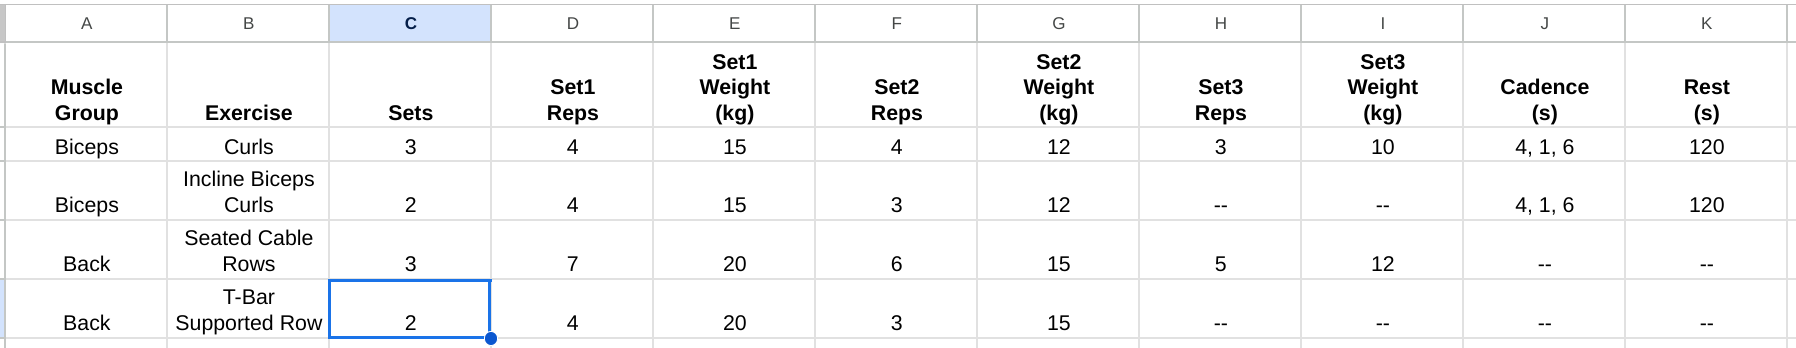 A B C D E F G H I J K
Muscle Group Exercise Sets Set1 Reps Set1 Weight (kg) Set2 Reps Set2 Weight (kg) Set3 Reps Set3 Weight (kg) Cadence (s) Rest (s)
Biceps Curls 3 4 15 4 12 3 10 4, 1, 6 120
Biceps Incline Biceps Curls 2 4 15 3 12 -- -- 4, 1, 6 120
Back Seated Cable Rows 3 7 20 6 15 5 12 -- --
Back T-Bar Supported Row 2 4 20 3 15 -- -- -- --